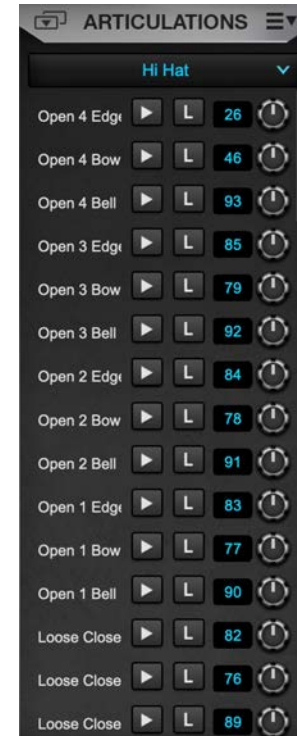 ARTICULATIONS
Hi Hat
Open 4 Edge L 26
Open 4 Bow L 46
Open 4 Bell L 93
Open 3 Edge L 85
Open 3 Bow L 79
Open 3 Bell L 92
Open 2 Edge L 84
Open 2 Bow L 78
Open 2 Bell L 91
Open 1 Edge L 83
Open 1 Bow L 77
Open 1 Bell L 90
Loose Close L 82
Loose Close L 76
Loose Close L 89